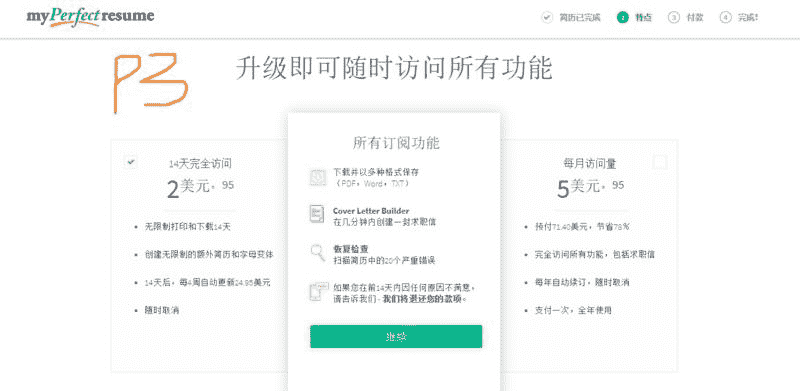 myPerfectresume
简历已完成 2 特点 3 付款 4 完成!
P3
升级即可随时访问所有功能
14天完全访问
2美元。95
无限制打印和下载14天
创建无限制的额外简历和字母变体
14天后,每4周自动更新24.95美元
随时取消
所有订阅功能
下载并以多种格式保存
(PDF,Word,TXT)
Cover Letter Builder
在几分钟内创建一封求职信
恢复检查
扫描简历中的20个严重错误
如果您在前14天内因任何原因不满意,
请告诉我们 - 我们将退还您的款项。
继续
每月访问量
5美元。95
预付71.40美元,节省78%
完全访问所有功能,包括求职信
每年自动续订,随时取消
支付一次,全年使用